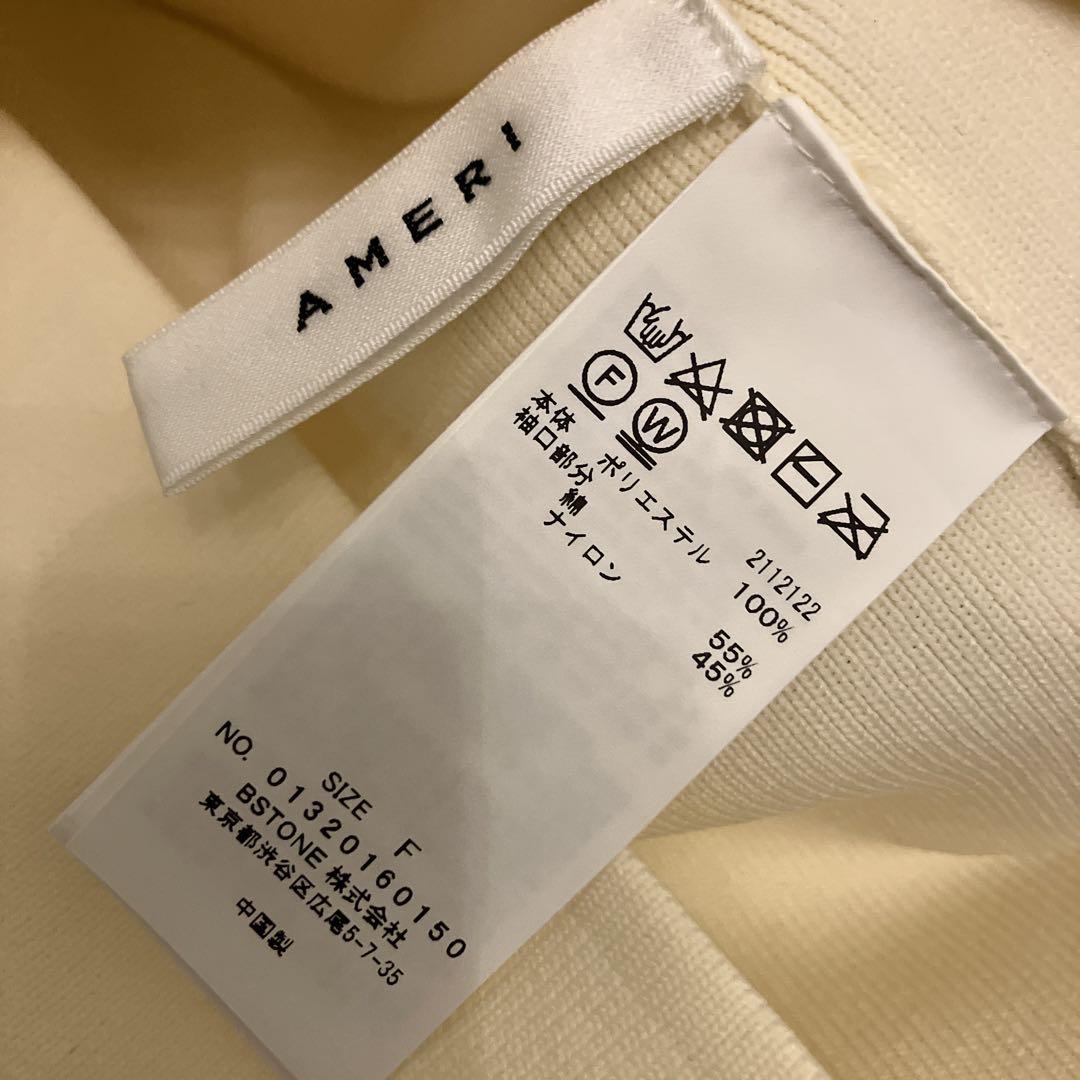 AMERI
F W
2112122
本体 ポリエステル 100%
袖口部分
綿 55%
ナイロン 45%
SIZE F
NO. 01320160150
BSTONE 株式会社
東京都渋谷区広尾5-7-35
中国製